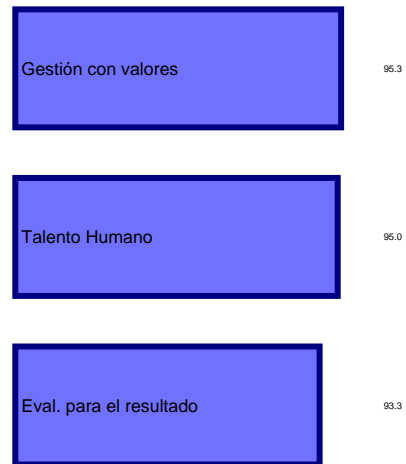 Gestión con valores 95.3
Talento Humano 95.0
Eval. para el resultado 93.3